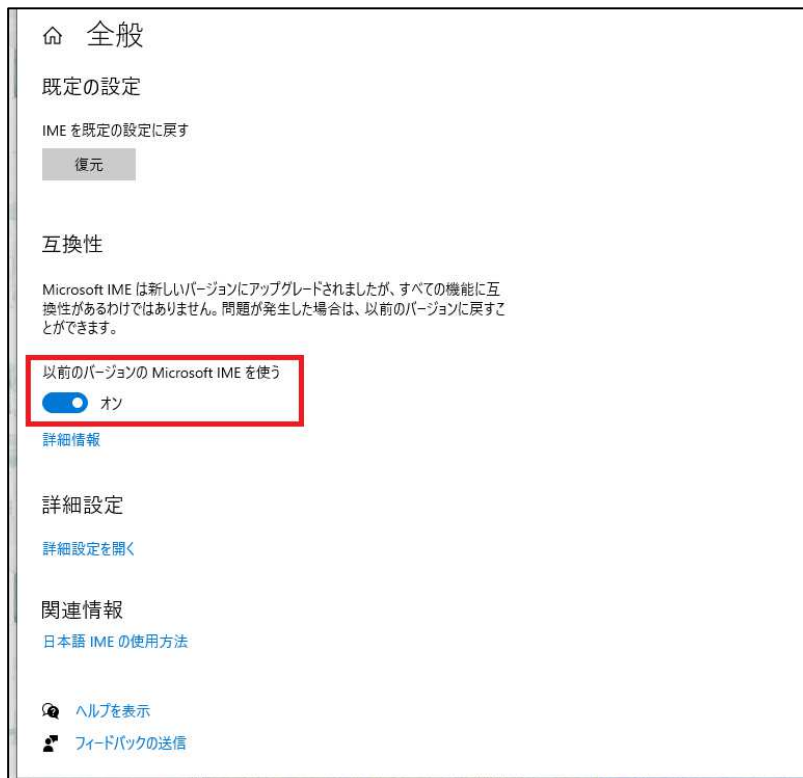 全般
既定の設定
IME を既定の設定に戻す
復元
互換性
Microsoft IME は新しいバージョンにアップグレードされましたが、すべての機能に互
換性があるわけではありません。問題が発生した場合は、以前のバージョンに戻すこ
とができます。
以前のバージョンの Microsoft IME を使う
オン
詳細情報
詳細設定
詳細設定を開く
関連情報
日本語 IME の使用方法
ヘルプを表示
フィードバックの送信